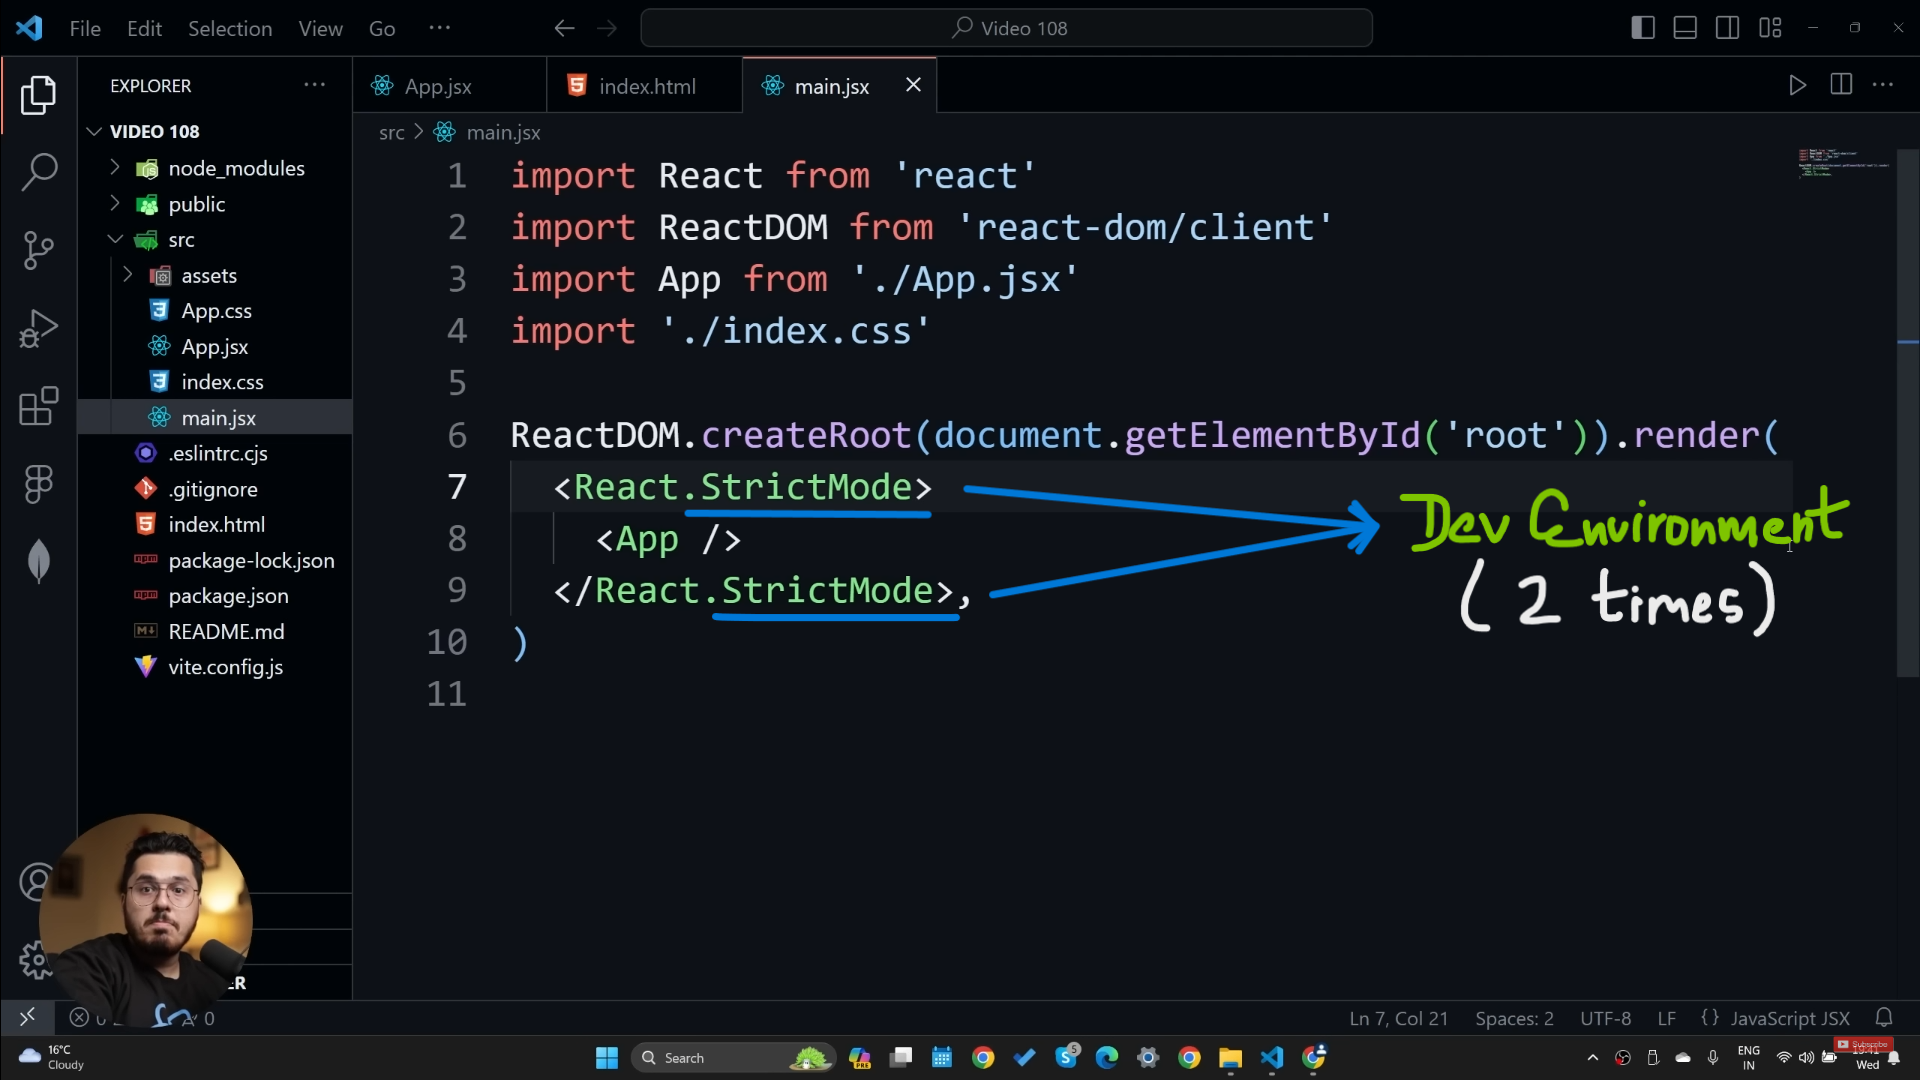 File Edit Selection View Go ···
Video 108
EXPLORER ···
VIDEO 108
node_modules
public
src
assets
App.css
App.jsx
index.css
main.jsx
.eslintrc.cjs
.gitignore
index.html
package-lock.json
package.json
README.md
vite.config.js
App.jsx index.html main.jsx
src > main.jsx
1 import React from 'react'
2 import ReactDOM from 'react-dom/client'
3 import App from './App.jsx'
4 import './index.css'
5
6 ReactDOM.createRoot(document.getElementById('root')).render(
7 <React.StrictMode>
8 <App />
9 </React.StrictMode>,
10 )
11
Dev Environment
(2 times)
Ln 7, Col 21 Spaces: 2 UTF-8 LF {} JavaScript JSX
16°C
Cloudy
Search
PRE
5
ENG
IN
Subscribe
Wed